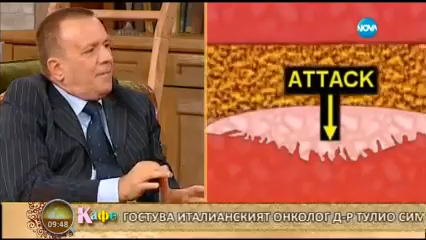 NOVA
ATTACK
09:48
Кафе
ГОСТУВА ИТАЛИАНСКИЯТ ОНКОЛОГ Д-Р ТУЛИО СИМ